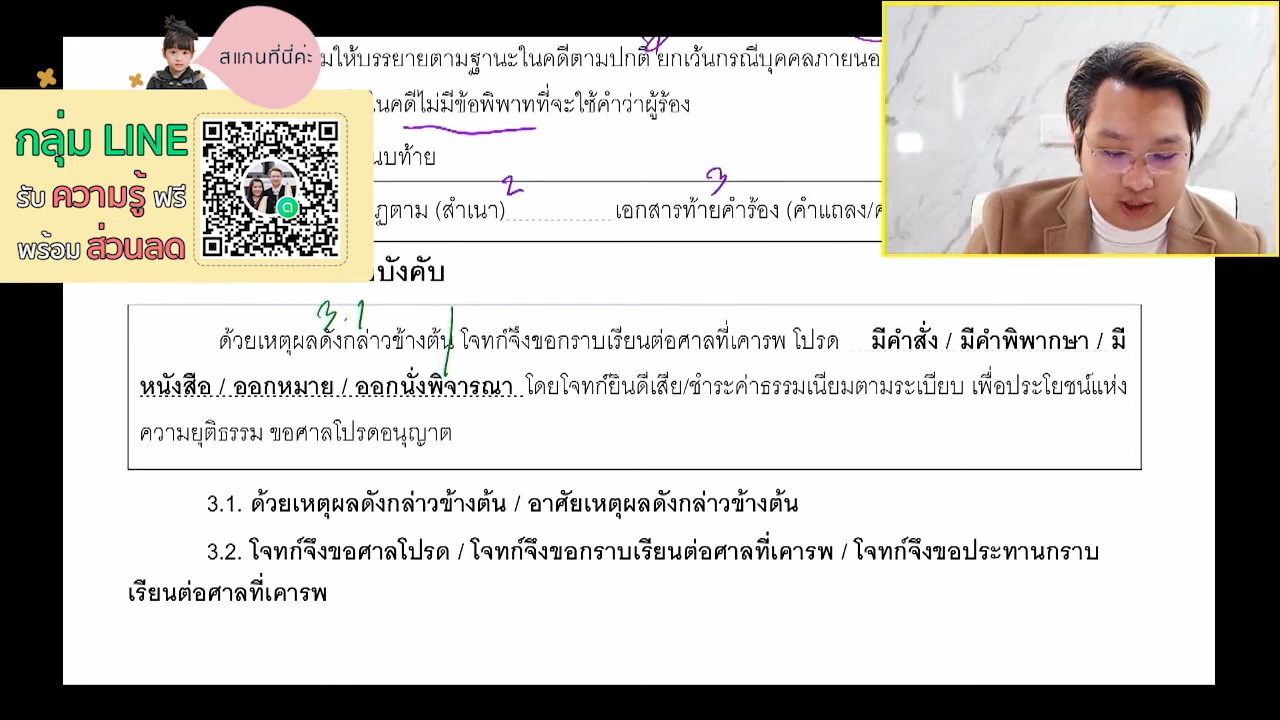 สแกนที่นี่ค่ะ
กลุ่ม LINE
รับ ความรู้ ฟรี
พร้อม ส่วนลด
มให้บรรยายตามฐานะในคดีตามปกติ ยกเว้นกรณีบุคคลภายนอ
นคดีไม่มีข้อพิพาทที่จะใช้คำว่าผู้ร้อง
นบท้าย
2
3
ฏตาม (สำเนา)..................เอกสารท้ายคำร้อง (คำแถลง/ค
บังคับ
3.1
ด้วยเหตุผลดังกล่าวข้างต้น โจทก์จึงขอกราบเรียนต่อศาลที่เคารพ โปรด มีคำสั่ง / มีคำพิพากษา / มี
หนังสือ / ออกหมาย / ออกนั่งพิจารณา โดยโจทก์ยินดีเสีย/ชำระค่าธรรมเนียมตามระเบียบ เพื่อประโยชน์แห่ง
ความยุติธรรม ขอศาลโปรดอนุญาต
3.1. ด้วยเหตุผลดังกล่าวข้างต้น / อาศัยเหตุผลดังกล่าวข้างต้น
3.2. โจทก์จึงขอศาลโปรด / โจทก์จึงขอกราบเรียนต่อศาลที่เคารพ / โจทก์จึงขอประทานกราบ
เรียนต่อศาลที่เคารพ